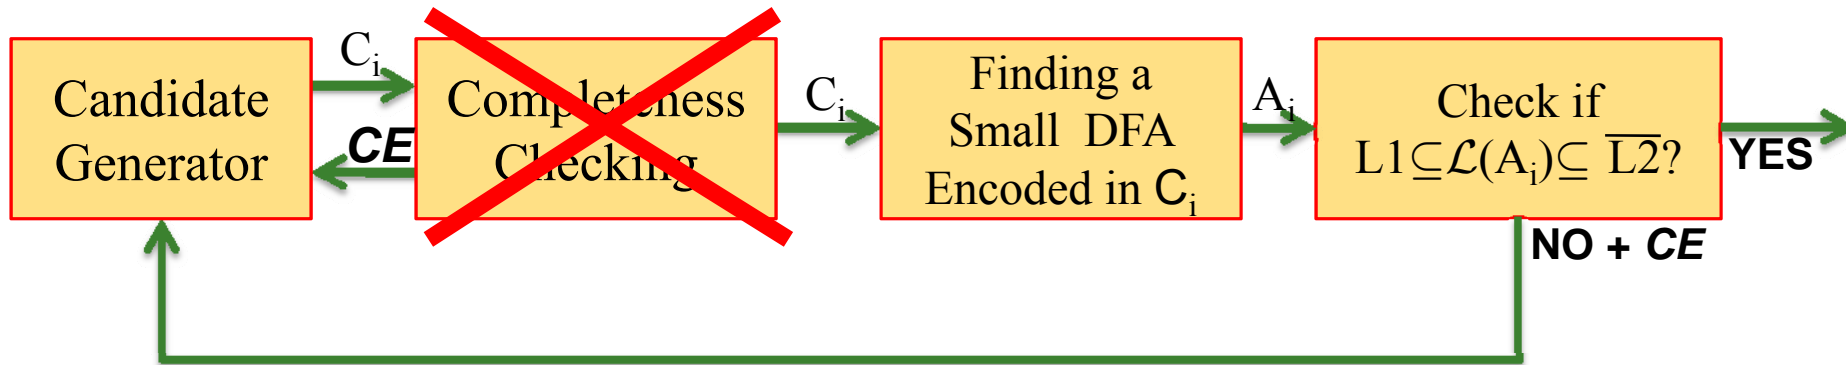 Candidate
Generator
Cᵢ
CE
Completeness
Checking
Cᵢ
Finding a
Small DFA
Encoded in Cᵢ
Aᵢ
Check if
L1⊆ℒ(Aᵢ)⊆ L̅2̅?
YES
NO + CE